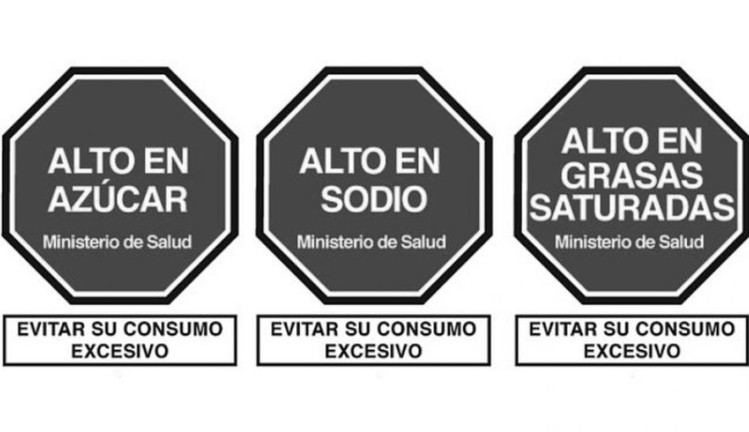 ALTO EN
AZÚCAR
Ministerio de Salud
EVITAR SU CONSUMO
EXCESIVO
ALTO EN
SODIO
Ministerio de Salud
EVITAR SU CONSUMO
EXCESIVO
ALTO EN
GRASAS
SATURADAS
Ministerio de Salud
EVITAR SU CONSUMO
EXCESIVO